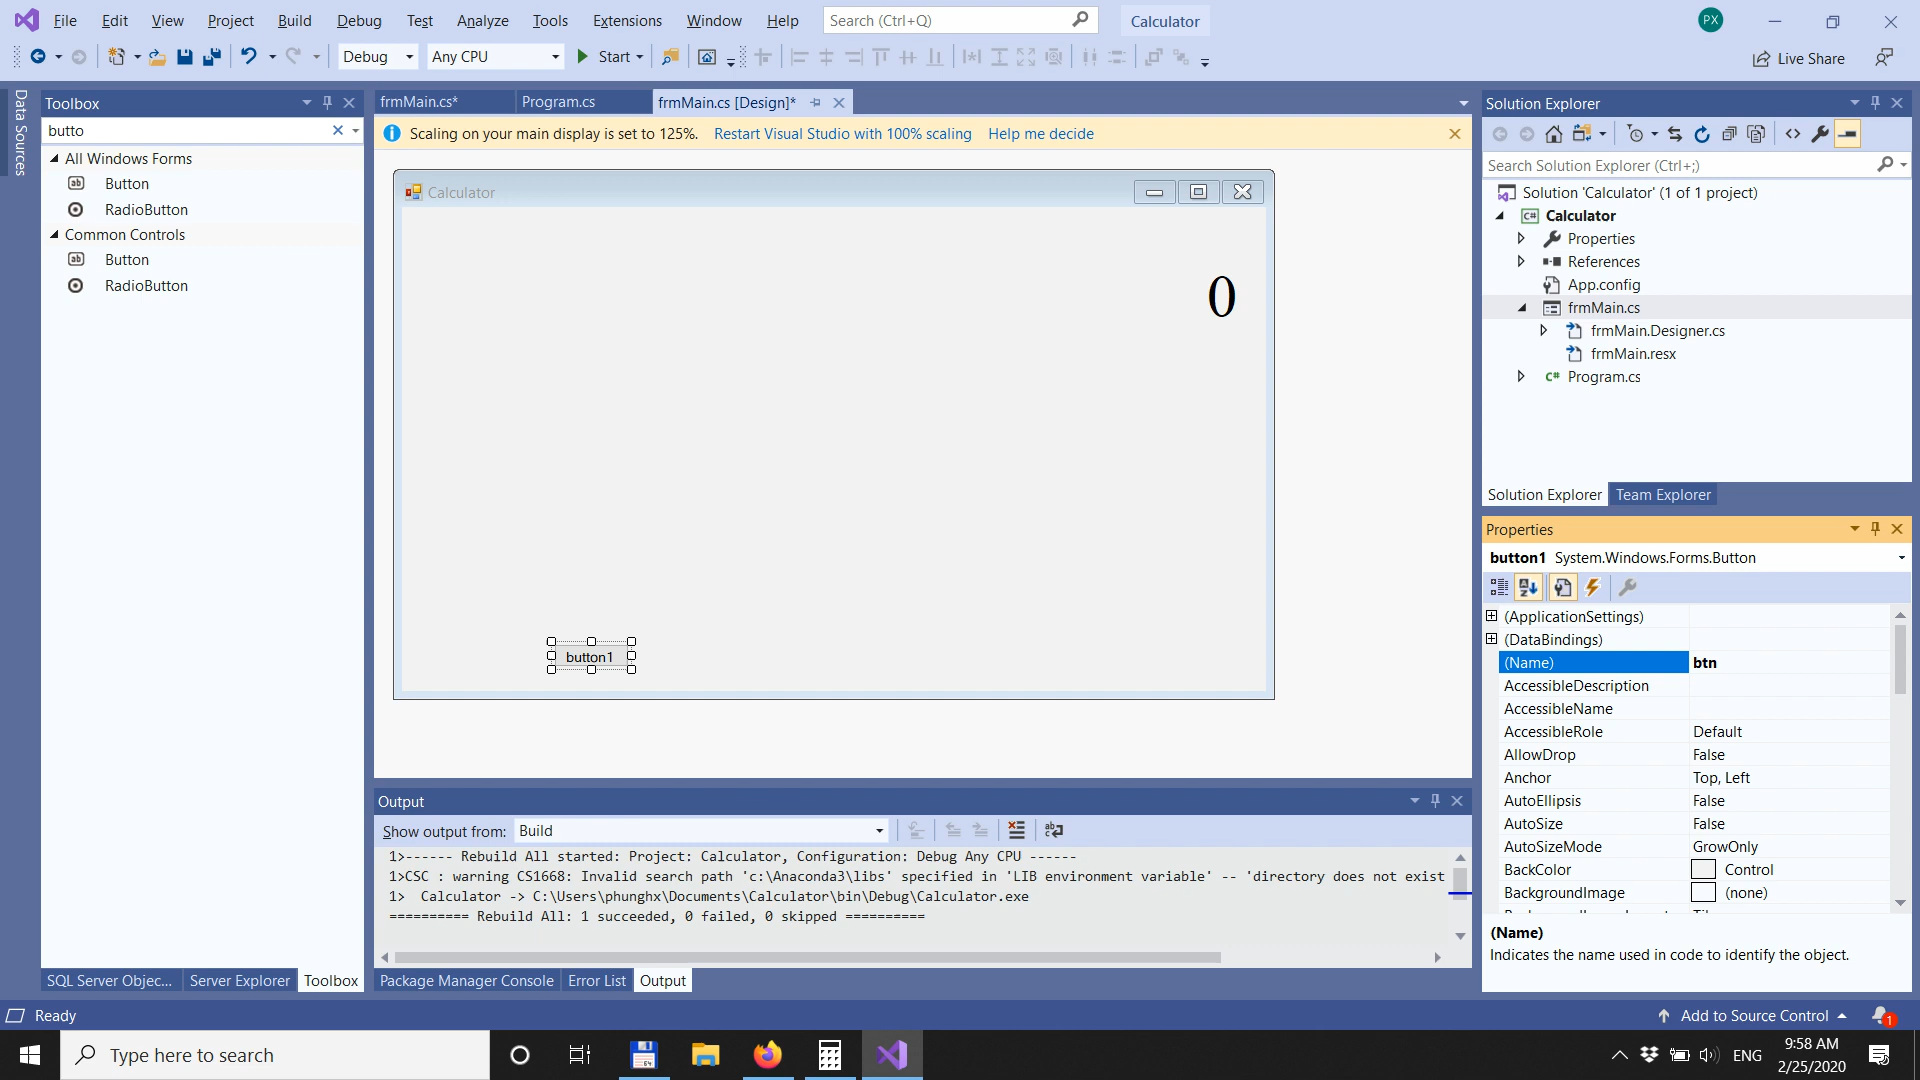 File Edit View Project Build Debug Test Analyze Tools Extensions Window Help Search (Ctrl+Q) Calculator PX
Debug Any CPU Start Live Share
Data Sources
Toolbox
butto
All Windows Forms
Button
RadioButton
Common Controls
Button
RadioButton
SQL Server Objec... Server Explorer Toolbox
frmMain.cs* Program.cs frmMain.cs [Design]*
Scaling on your main display is set to 125%. Restart Visual Studio with 100% scaling Help me decide
Calculator
0
button1
Output
Show output from: Build
1>------ Rebuild All started: Project: Calculator, Configuration: Debug Any CPU ------
1>CSC : warning CS1668: Invalid search path 'c:\Anaconda3\libs' specified in 'LIB environment variable' -- 'directory does not exist
1>  Calculator -> C:\Users\phunghx\Documents\Calculator\bin\Debug\Calculator.exe
========== Rebuild All: 1 succeeded, 0 failed, 0 skipped ==========
Package Manager Console Error List Output
Solution Explorer
Search Solution Explorer (Ctrl+;)
Solution 'Calculator' (1 of 1 project)
C# Calculator
Properties
References
App.config
frmMain.cs
frmMain.Designer.cs
frmMain.resx
C# Program.cs
Solution Explorer Team Explorer
Properties
button1 System.Windows.Forms.Button
(ApplicationSettings)
(DataBindings)
(Name) btn
AccessibleDescription
AccessibleName
AccessibleRole Default
AllowDrop False
Anchor Top, Left
AutoEllipsis False
AutoSize False
AutoSizeMode GrowOnly
BackColor Control
BackgroundImage (none)
(Name)
Indicates the name used in code to identify the object.
Ready Add to Source Control 1
Type here to search 64 ENG 9:58 AM
2/25/2020